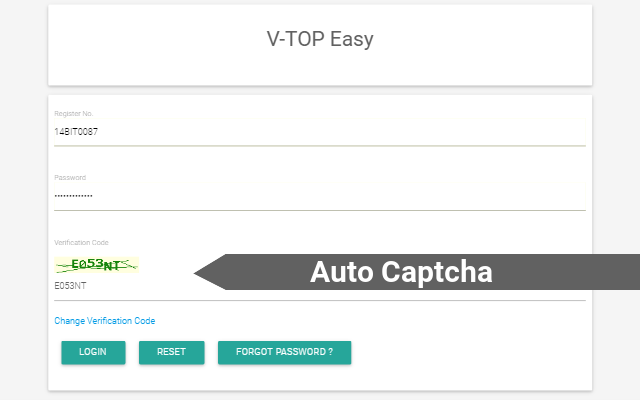 V-TOP Easy
Register No.
14BIT0087
Password
•••••••••••••
Verification Code
E053NT
Auto Captcha
E053NT
Change Verification Code
LOGIN RESET FORGOT PASSWORD ?